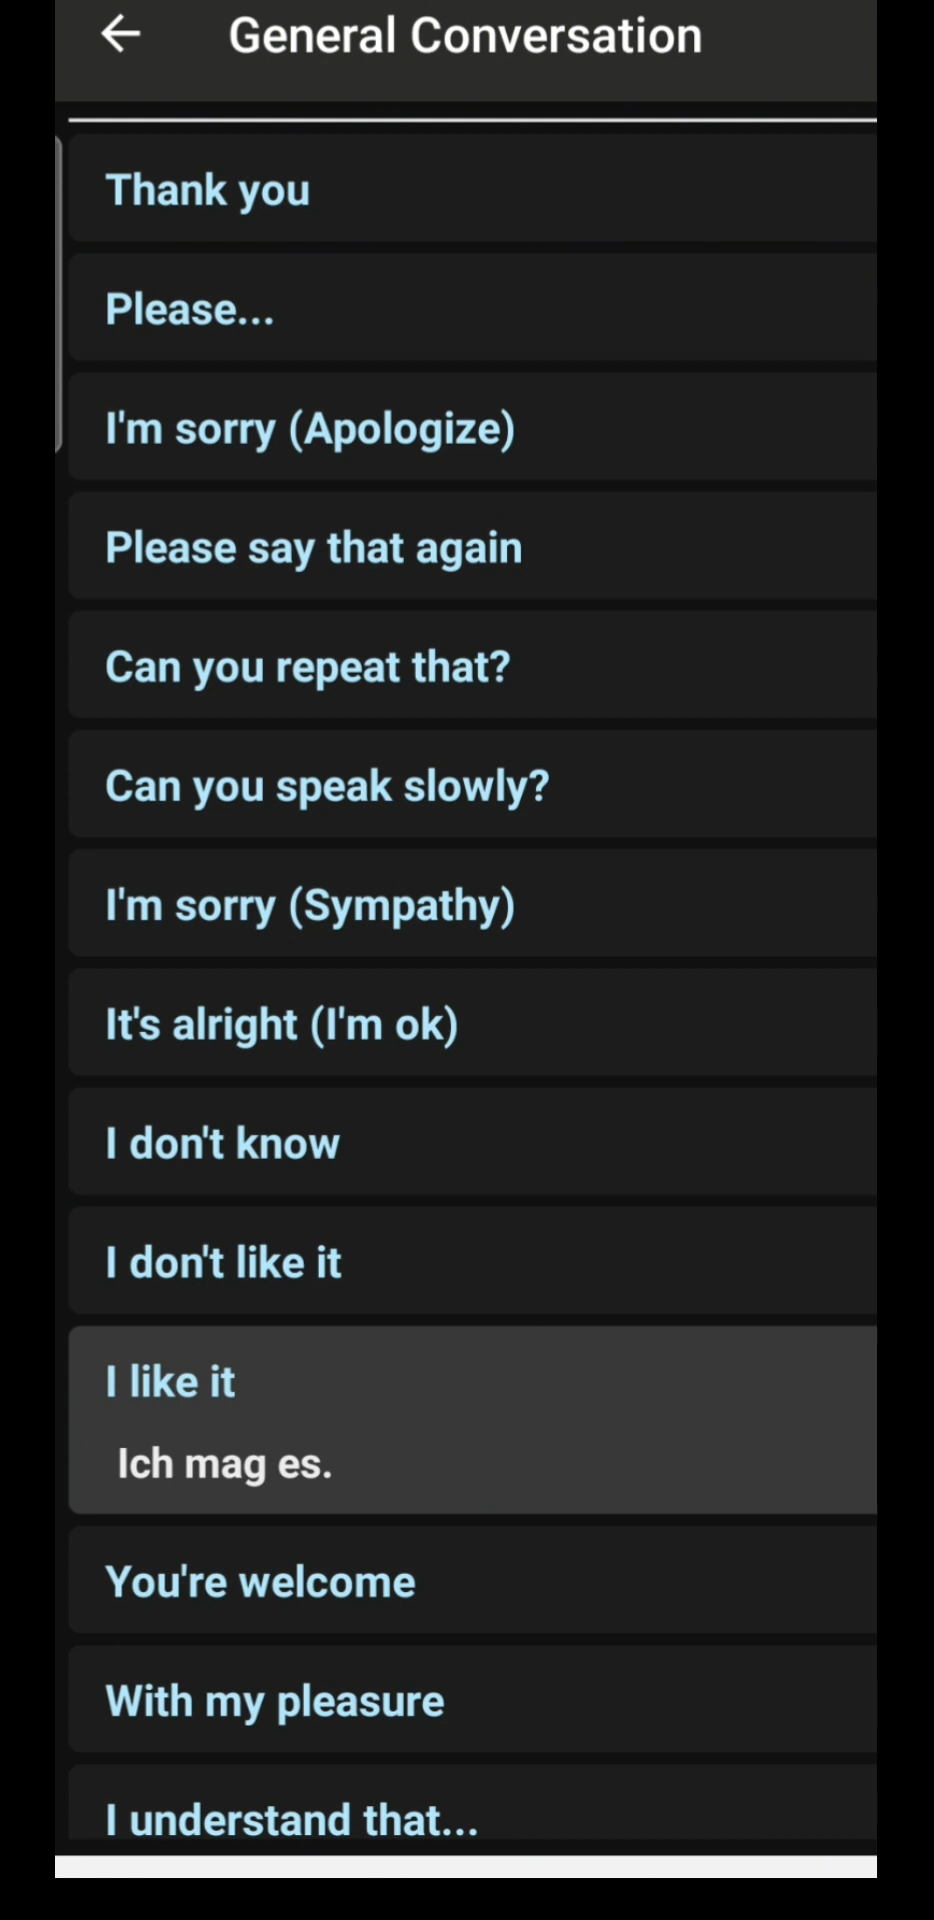 General Conversation
Thank you
Please...
I'm sorry (Apologize)
Please say that again
Can you repeat that?
Can you speak slowly?
I'm sorry (Sympathy)
It's alright (I'm ok)
I don't know
I don't like it
I like it
Ich mag es.
You're welcome
With my pleasure
I understand that...